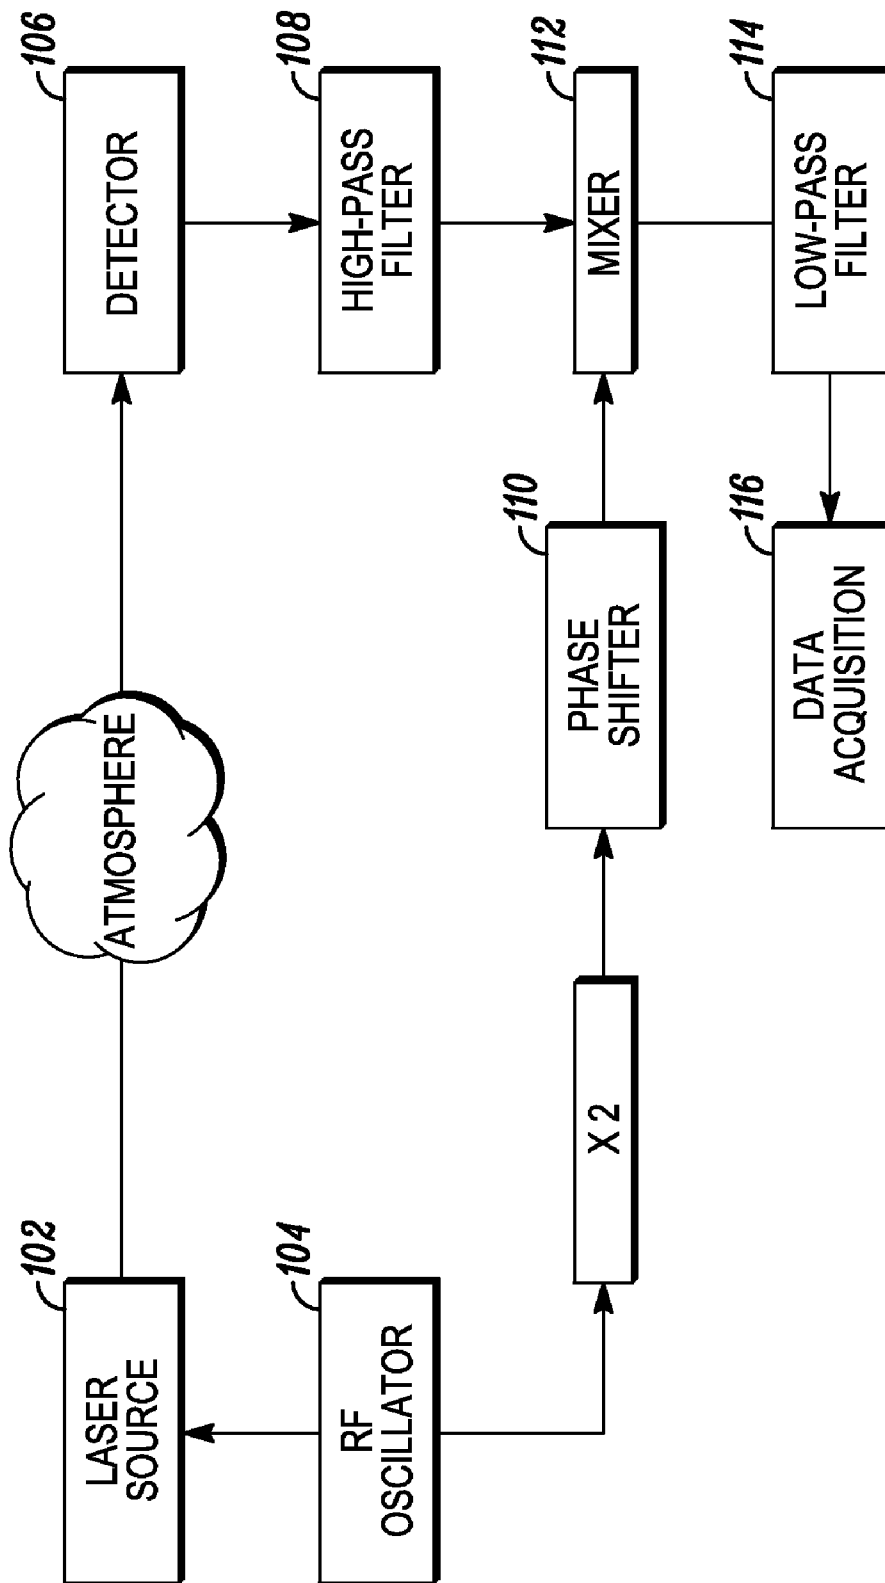 102
LASER
SOURCE
ATMOSPHERE
106
DETECTOR
104
RF
OSCILLATOR
108
HIGH-PASS
FILTER
X 2
110
PHASE
SHIFTER
112
MIXER
116
DATA
ACQUISITION
114
LOW-PASS
FILTER